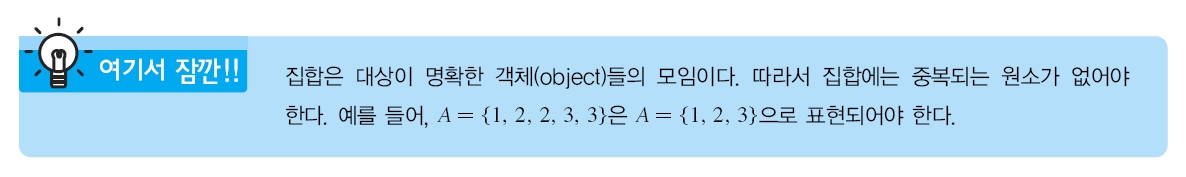 여기서 잠깐!!
집합은 대상이 명확한 객체(object)들의 모임이다. 따라서 집합에는 중복되는 원소가 없어야
한다. 예를 들어, A = {1, 2, 2, 3, 3}은 A = {1, 2, 3}으로 표현되어야 한다.